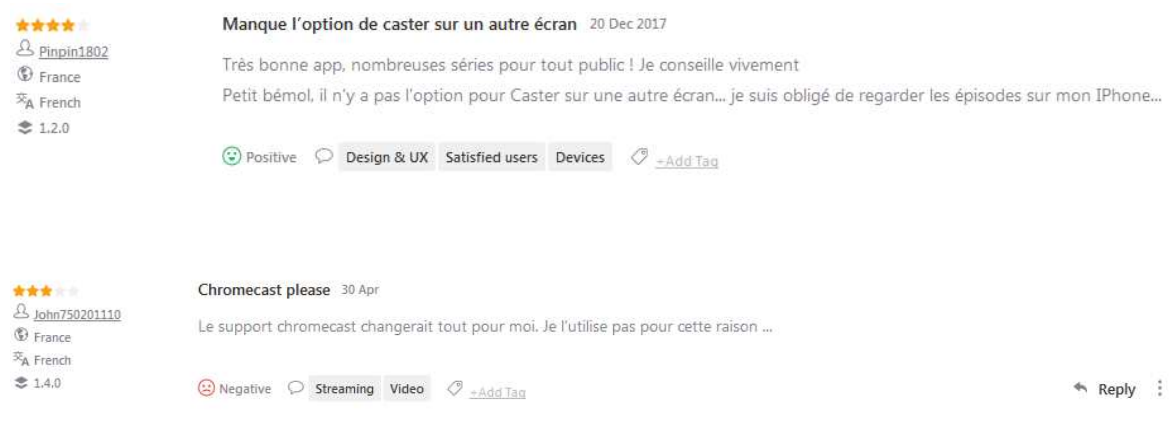 Manque l'option de caster sur un autre écran 20 Dec 2017
Pinpin1802
France
French
1.2.0
Très bonne app, nombreuses séries pour tout public ! Je conseille vivement
Petit bémol, il n'y a pas l'option pour Caster sur une autre écran... je suis obligé de regarder les épisodes sur mon IPhone...
Positive Design & UX Satisfied users Devices +Add Tag
Chromecast please 30 Apr
John750201110
France
French
1.4.0
Le support chromecast changerait tout pour moi. Je l'utilise pas pour cette raison ...
Negative Streaming Video +Add Tag Reply